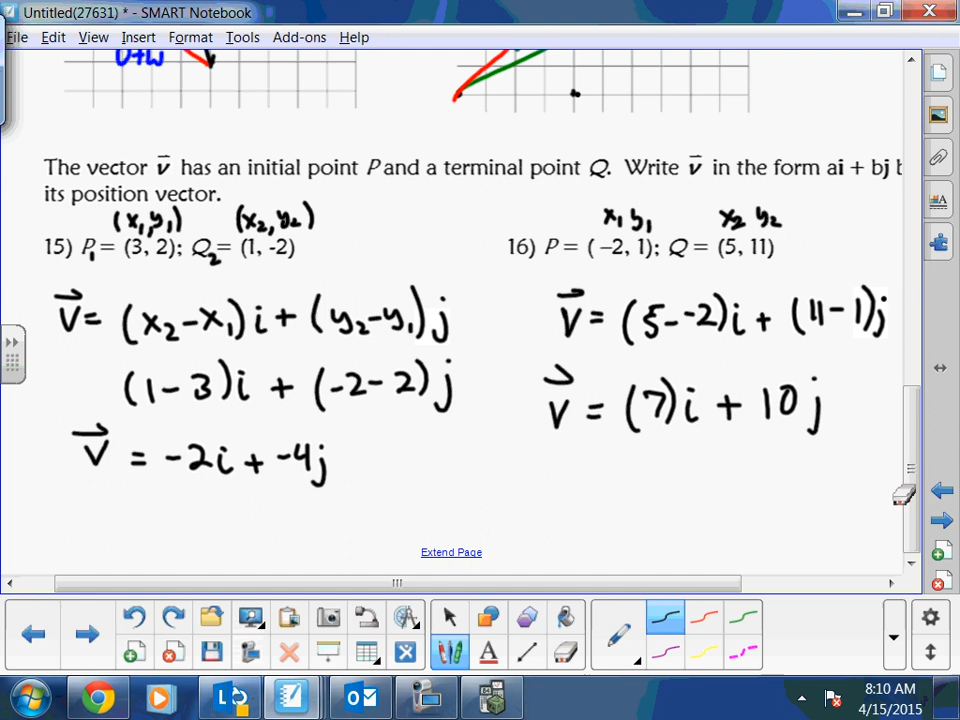 Untitled(27631) * - SMART Notebook
File Edit View Insert Format Tools Add-ons Help
U+W
The vector v⃗ has an initial point P and a terminal point Q. Write v⃗ in the form ai + bj b
its position vector.
(x₁,y₁) (x₂,y₂)
x₁ y₁ x₂ y₂
15) P₁ = (3, 2); Q₂ = (1, -2)
16) P = ( –2, 1); Q = (5, 11)
v⃗ = (x₂-x₁)i + (y₂-y₁)j
(1-3)i + (-2-2)j
v⃗ = -2i + -4j
v⃗ = (5--2)i + (11-1)j
v⃗ = (7)i + 10j
Extend Page
8:10 AM
4/15/2015